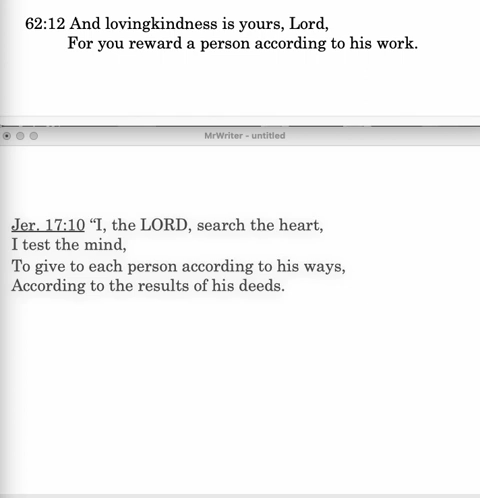 62:12 And lovingkindness is yours, Lord,
For you reward a person according to his work.
MrWriter - untitled
Jer. 17:10 “I, the LORD, search the heart,
I test the mind,
To give to each person according to his ways,
According to the results of his deeds.